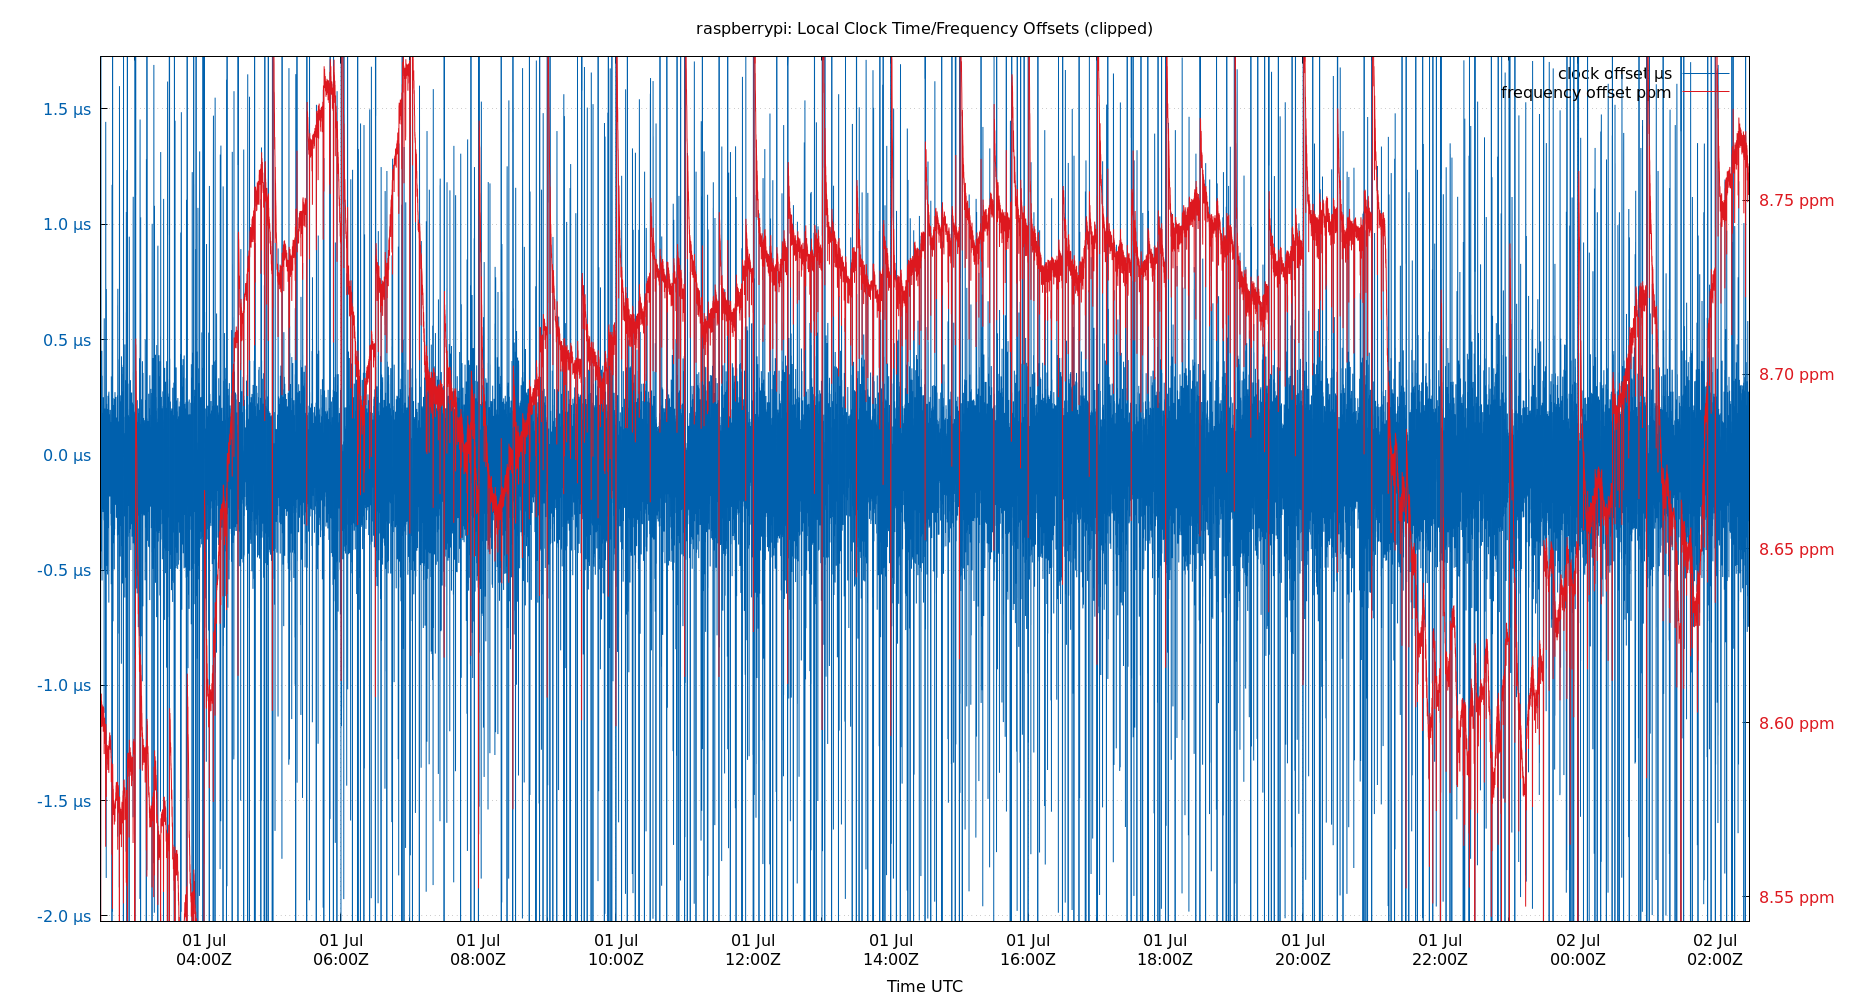 raspberrypi: Local Clock Time/Frequency Offsets (clipped)
clock offset µs
frequency offset ppm
1.5 µs
1.0 µs
0.5 µs
0.0 µs
-0.5 µs
-1.0 µs
-1.5 µs
-2.0 µs
8.75 ppm
8.70 ppm
8.65 ppm
8.60 ppm
8.55 ppm
01 Jul
04:00Z
01 Jul
06:00Z
01 Jul
08:00Z
01 Jul
10:00Z
01 Jul
12:00Z
01 Jul
14:00Z
01 Jul
16:00Z
01 Jul
18:00Z
01 Jul
20:00Z
01 Jul
22:00Z
02 Jul
00:00Z
02 Jul
02:00Z
Time UTC